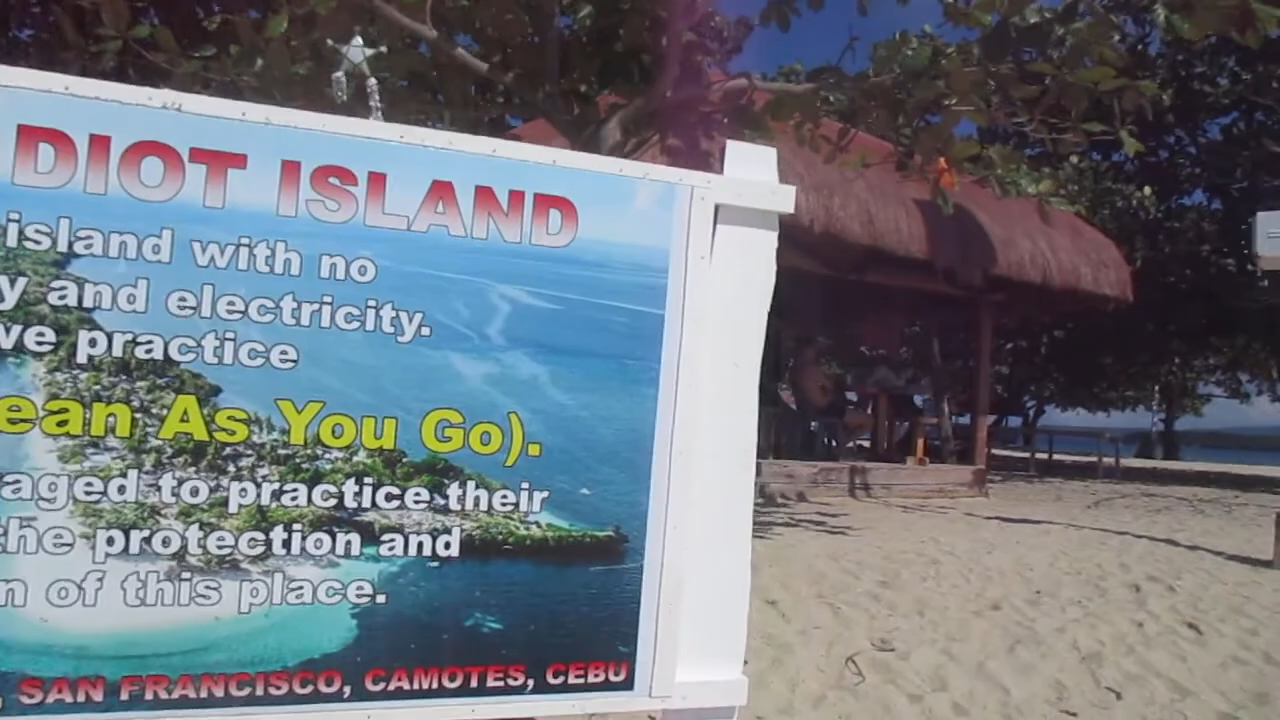 DIOT ISLAND
island with no
y and electricity.
ve practice
ean As You Go).
aged to practice their
the protection and
n of this place.
, SAN FRANCISCO, CAMOTES, CEBU